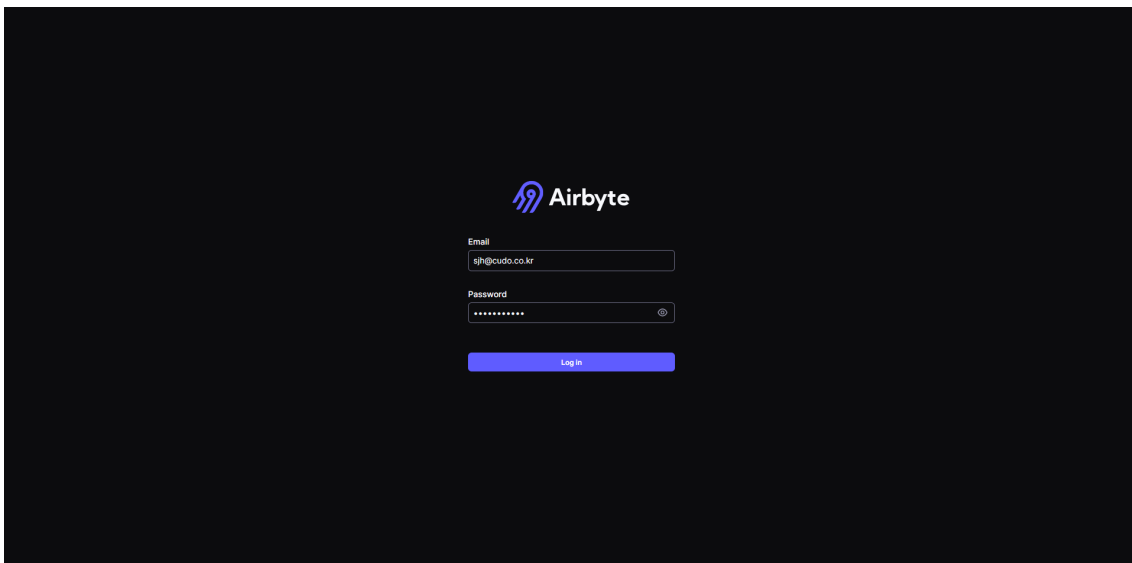 Airbyte
Email
sjh@cudo.co.kr
Password
•••••••••••
Log in